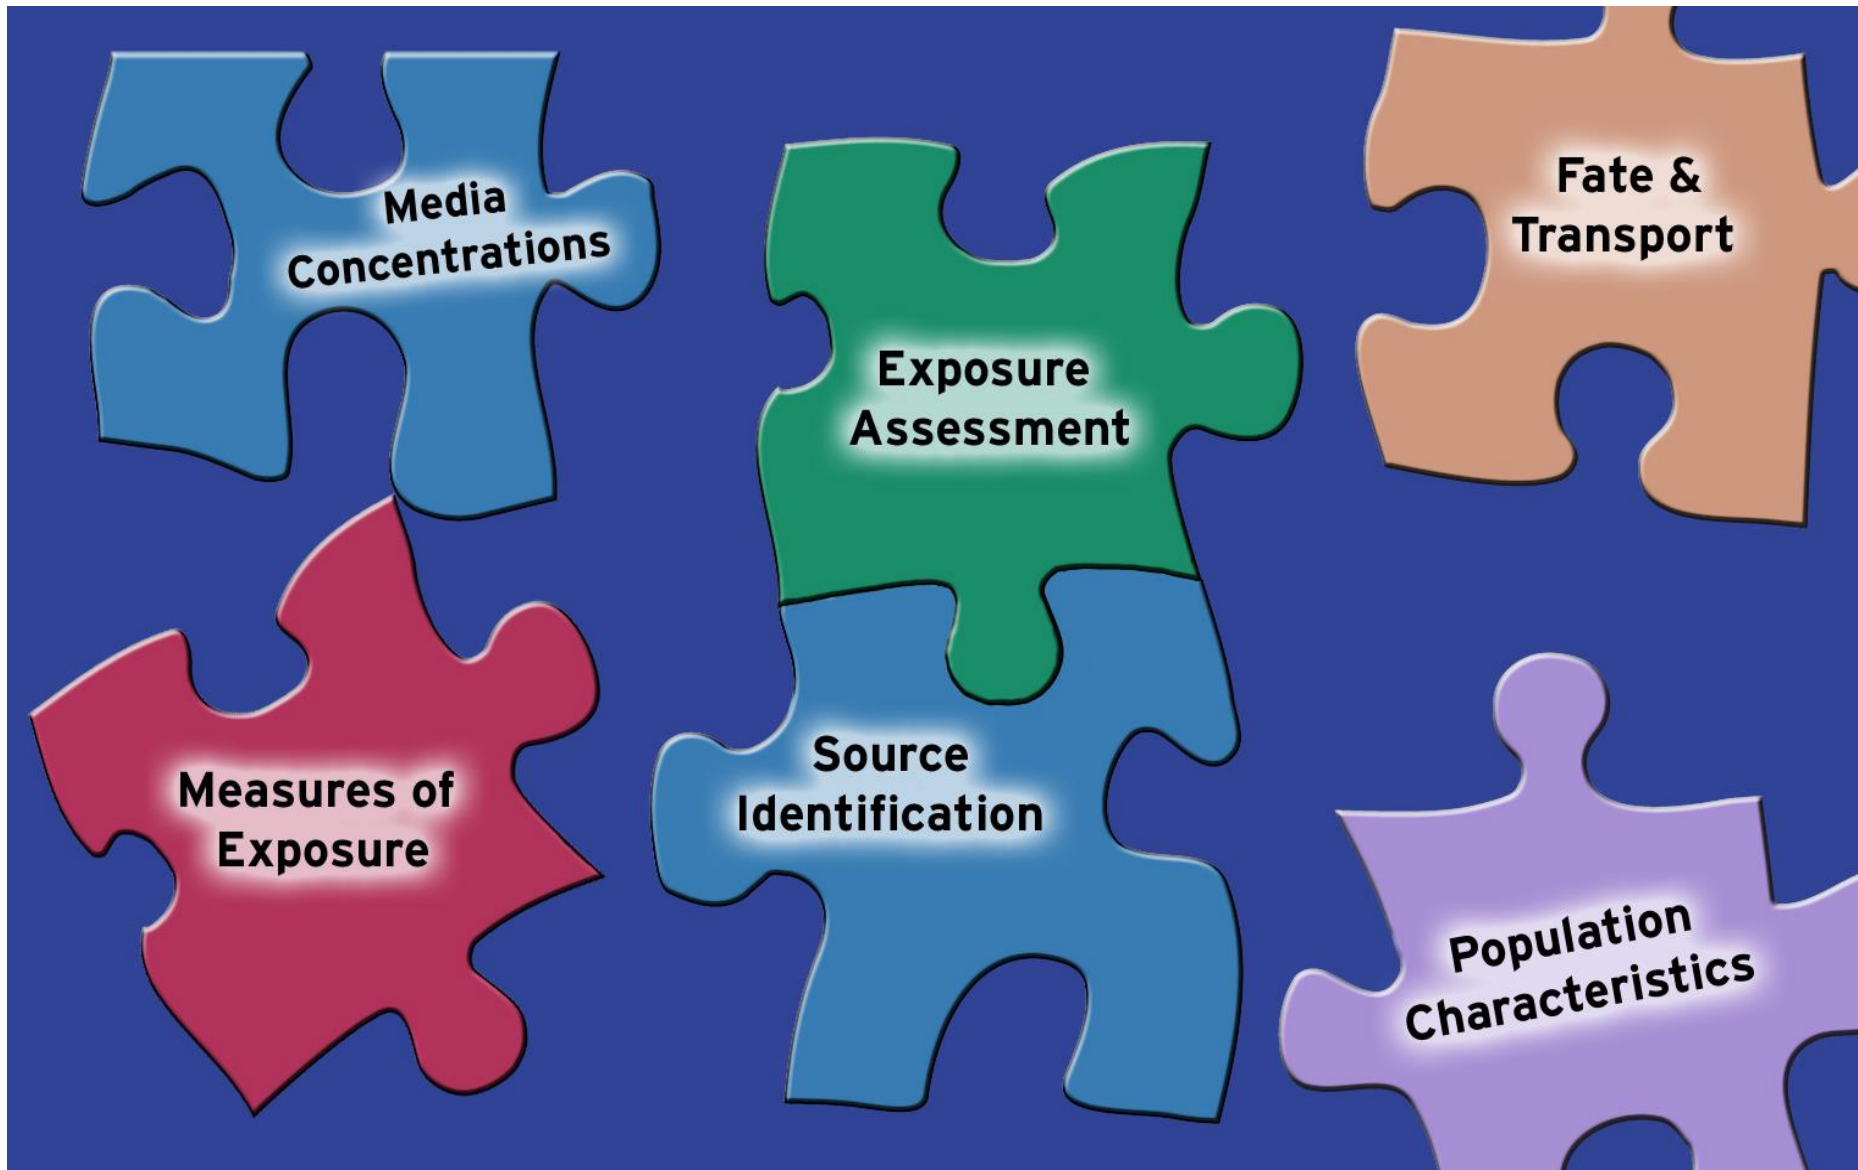 Media
Concentrations
Exposure
Assessment
Fate &
Transport
Measures of
Exposure
Source
Identification
Population
Characteristics